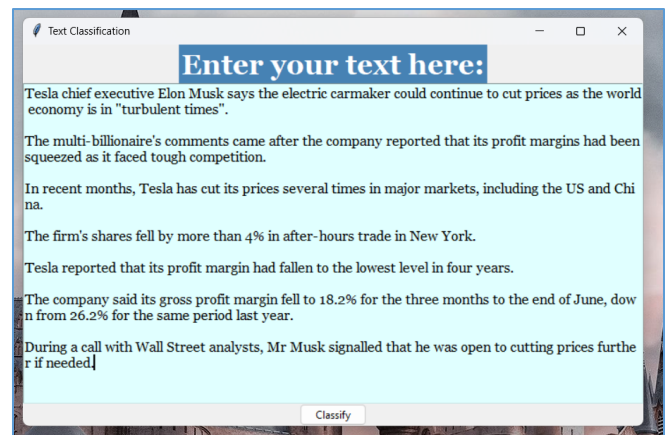 Text Classification
Enter your text here:
Tesla chief executive Elon Musk says the electric carmaker could continue to cut prices as the world
economy is in "turbulent times".
The multi-billionaire's comments came after the company reported that its profit margins had been
squeezed as it faced tough competition.
In recent months, Tesla has cut its prices several times in major markets, including the US and Chi
na.
The firm's shares fell by more than 4% in after-hours trade in New York.
Tesla reported that its profit margin had fallen to the lowest level in four years.
The company said its gross profit margin fell to 18.2% for the three months to the end of June, dow
n from 26.2% for the same period last year.
During a call with Wall Street analysts, Mr Musk signalled that he was open to cutting prices furthe
r if needed.
Classify